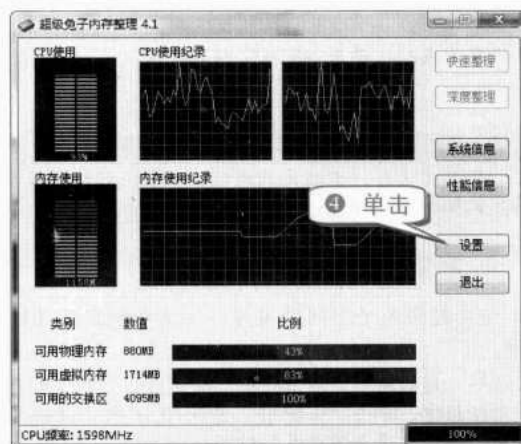 超级兔子内存整理 4.1
CPU使用
CPU使用纪录
快速整理
深度整理
系统信息
性能信息
内存使用
内存使用纪录
4 单击
设置
退出
类别 数值 比例
可用物理内存 880MB 43%
可用虚拟内存 1714MB 83%
可用的交换区 4095MB 100%
CPU频率: 1598MHz 100%